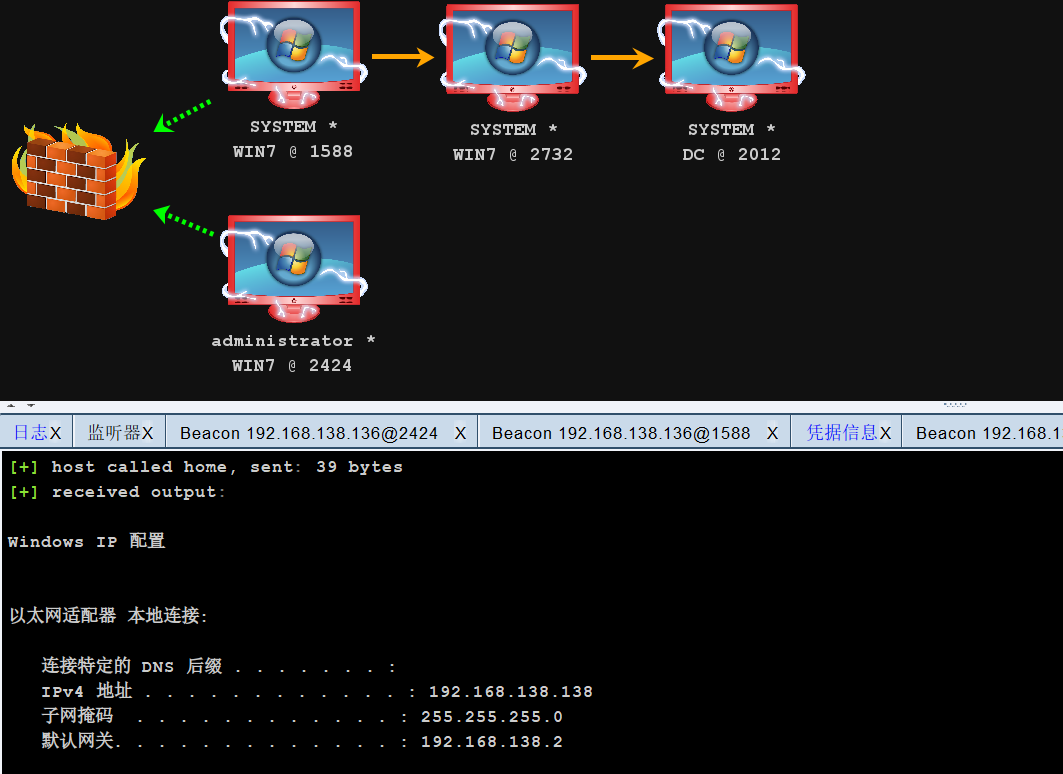 SYSTEM *
WIN7 @ 1588
SYSTEM *
WIN7 @ 2732
SYSTEM *
DC @ 2012
administrator *
WIN7 @ 2424
日志X 监听器X Beacon 192.168.138.136@2424 X Beacon 192.168.138.136@1588 X 凭据信息X Beacon 192.168.1
[+] host called home, sent: 39 bytes
[+] received output:
Windows IP 配置
以太网适配器 本地连接:
连接特定的 DNS 后缀 . . . . . . . :
IPv4 地址 . . . . . . . . . . . . : 192.168.138.138
子网掩码 . . . . . . . . . . . . : 255.255.255.0
默认网关. . . . . . . . . . . . . : 192.168.138.2